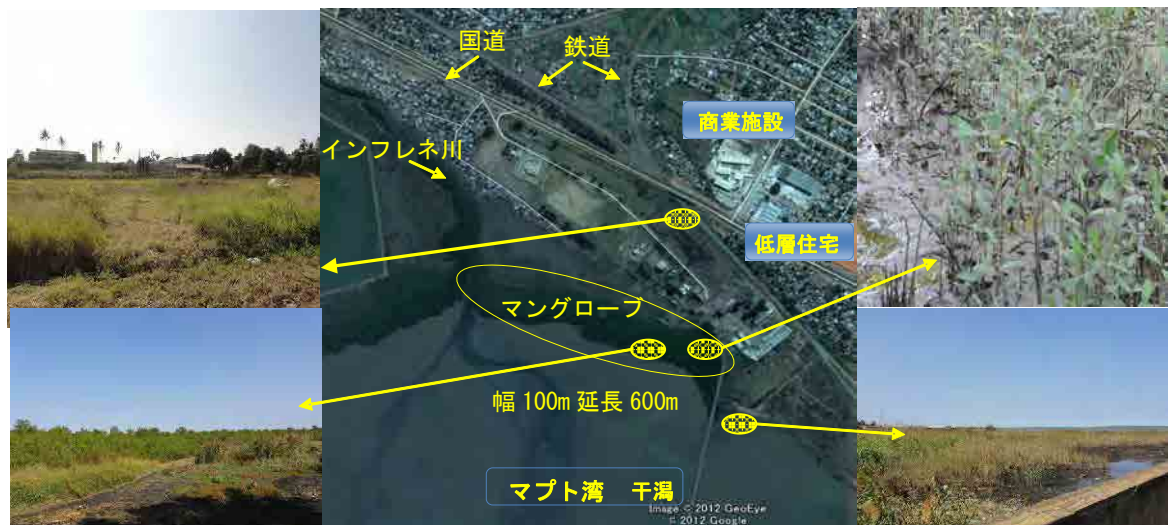 国道
鉄道
商業施設
インフレネ川
低層住宅
マングローブ
幅 100m 延長 600m
マプト湾 干潟
Image © 2012 GeoEye
© 2012 Google